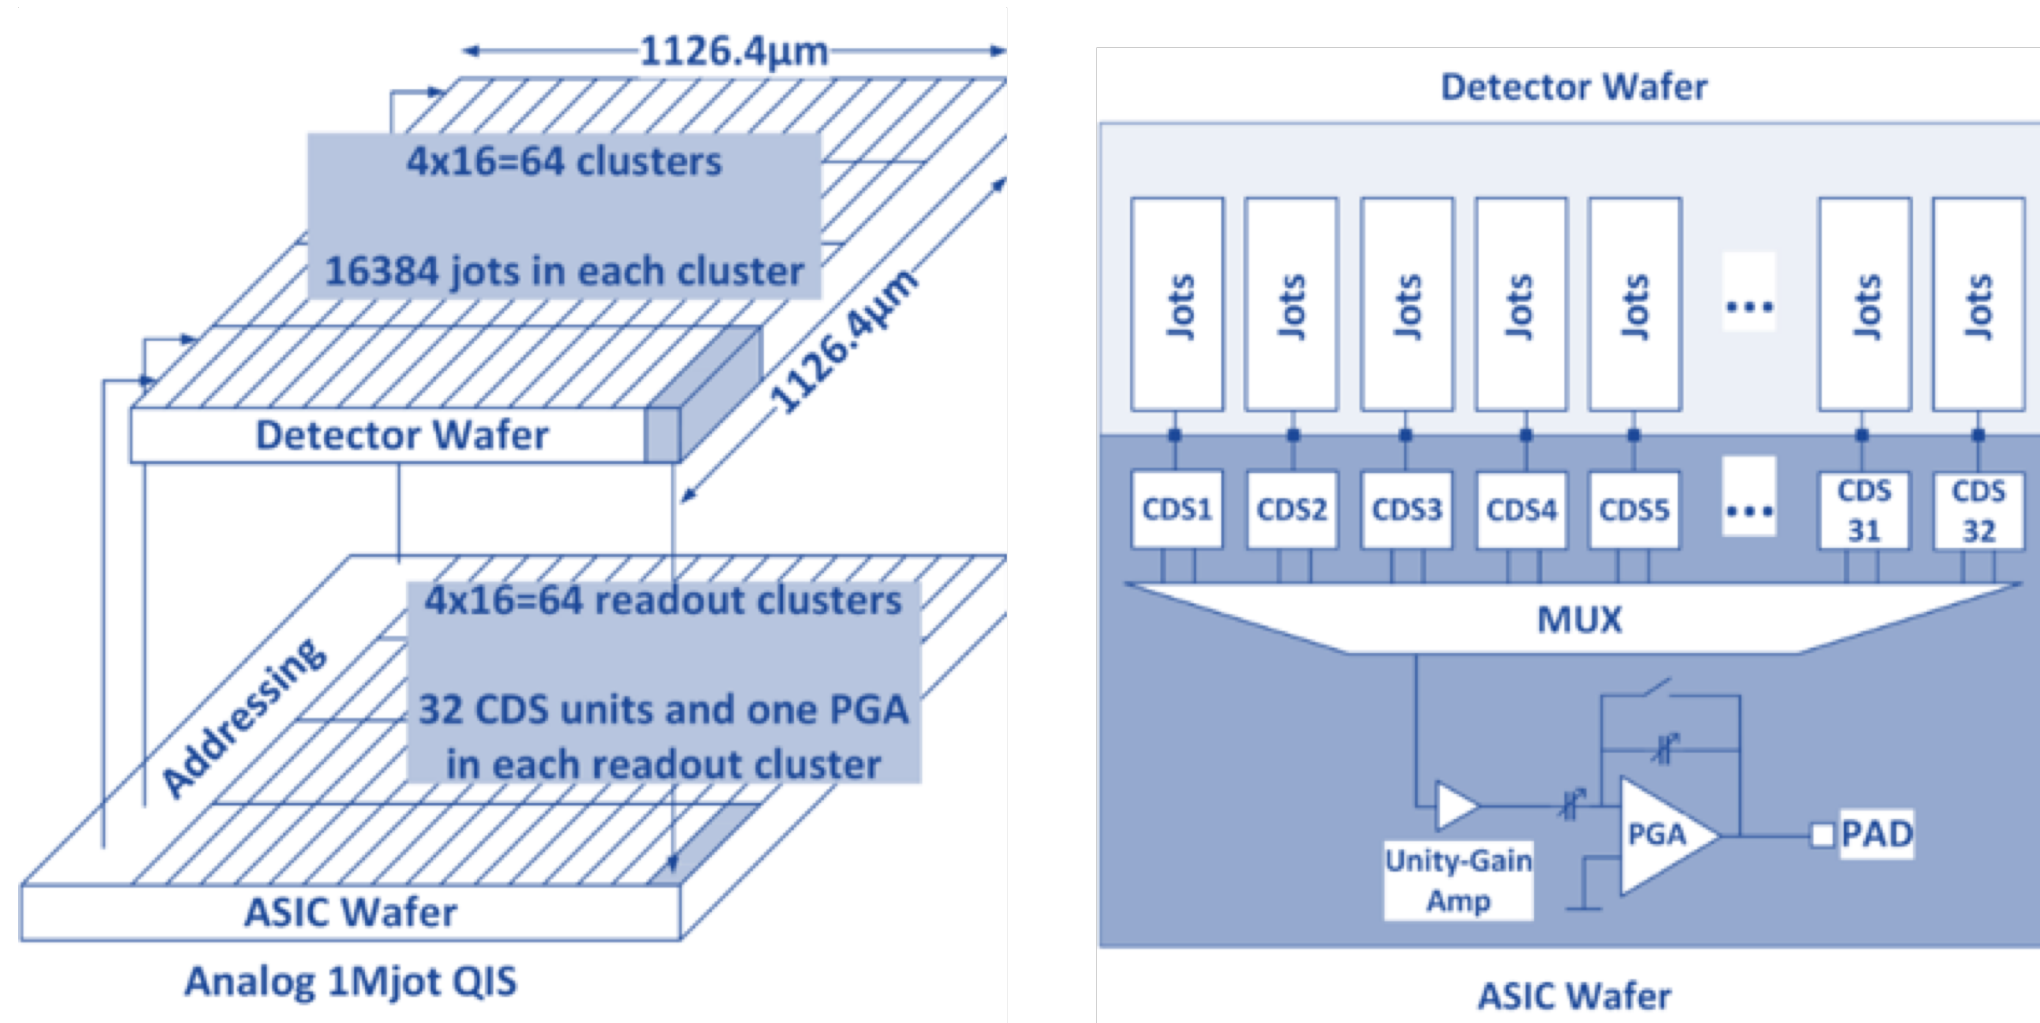 1126.4µm
4x16=64 clusters
16384 jots in each cluster
1126.4µm
Detector Wafer
4x16=64 readout clusters
Addressing
32 CDS units and one PGA
in each readout cluster
ASIC Wafer
Analog 1Mjot QIS
Detector Wafer
Jots
Jots
Jots
Jots
Jots
...
Jots
Jots
CDS1
CDS2
CDS3
CDS4
CDS5
...
CDS
31
CDS
32
MUX
PGA
PAD
Unity-Gain
Amp
ASIC Wafer